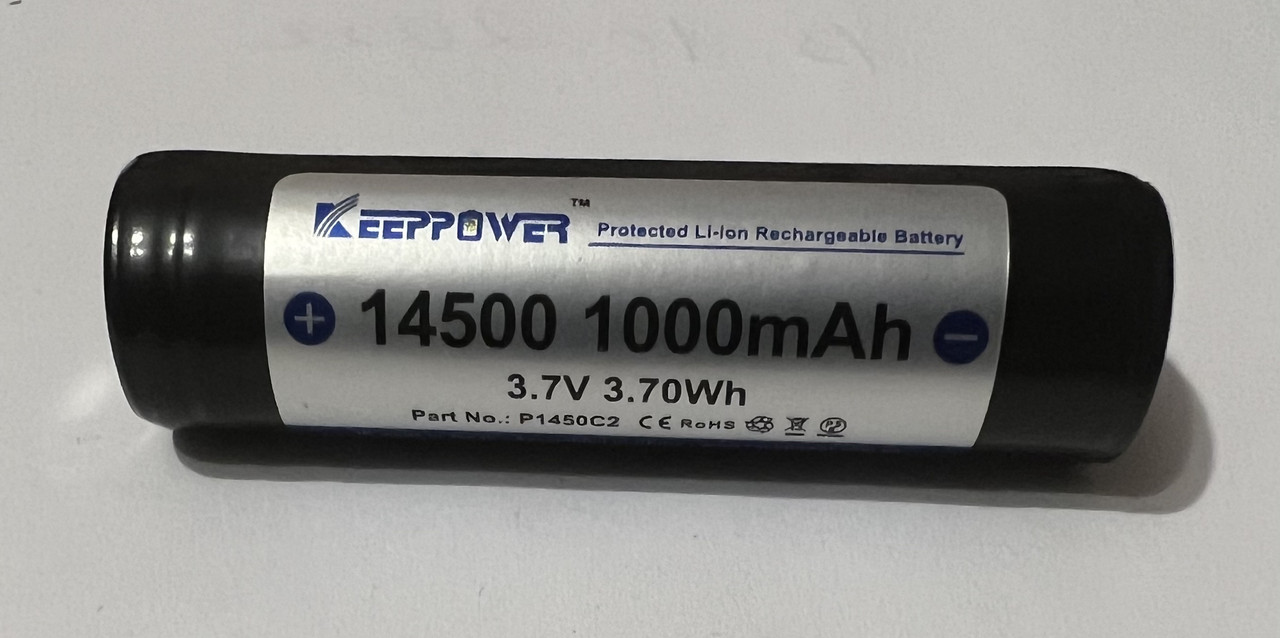 KEEPPOWER™ Protected Li-Ion Rechargeable Battery
+ 14500 1000mAh -
3.7V 3.70Wh
Part No.: P1450C2 CE RoHS